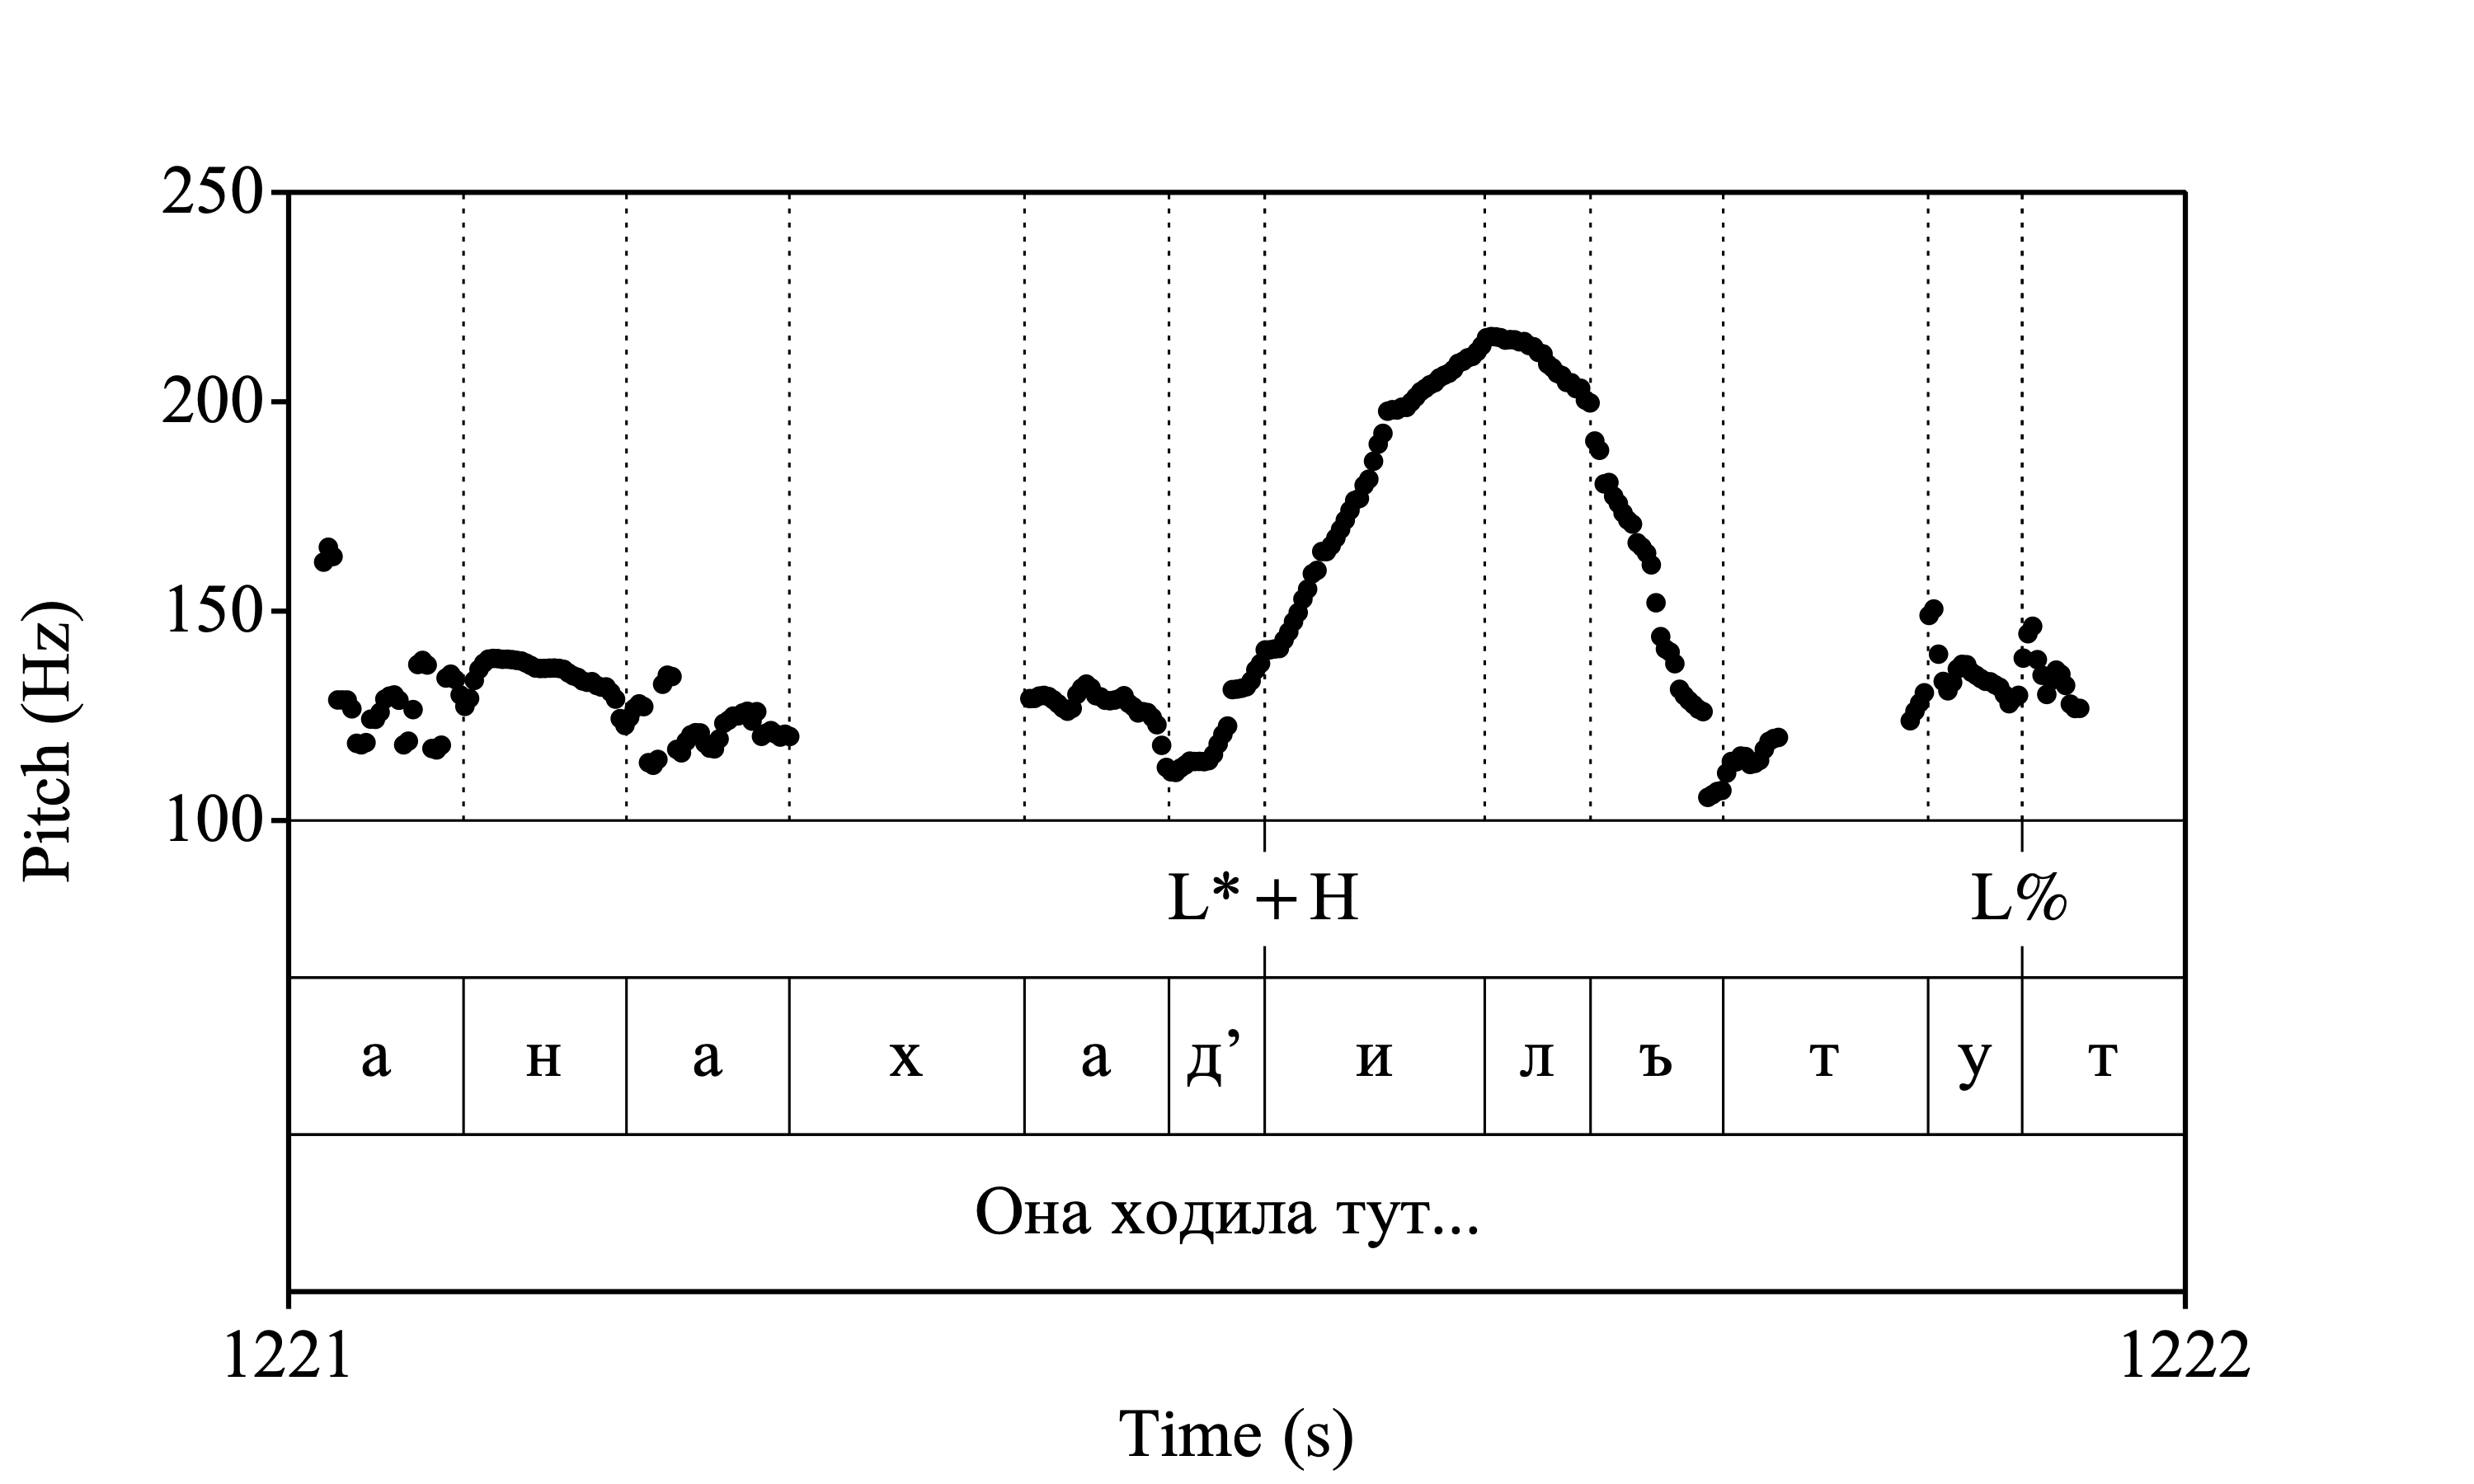 250
200
150
100
Pitch (Hz)
L*+H L%
а н а х а д’ и л ъ т у т
Она ходила тут...
1221 1222
Time (s)